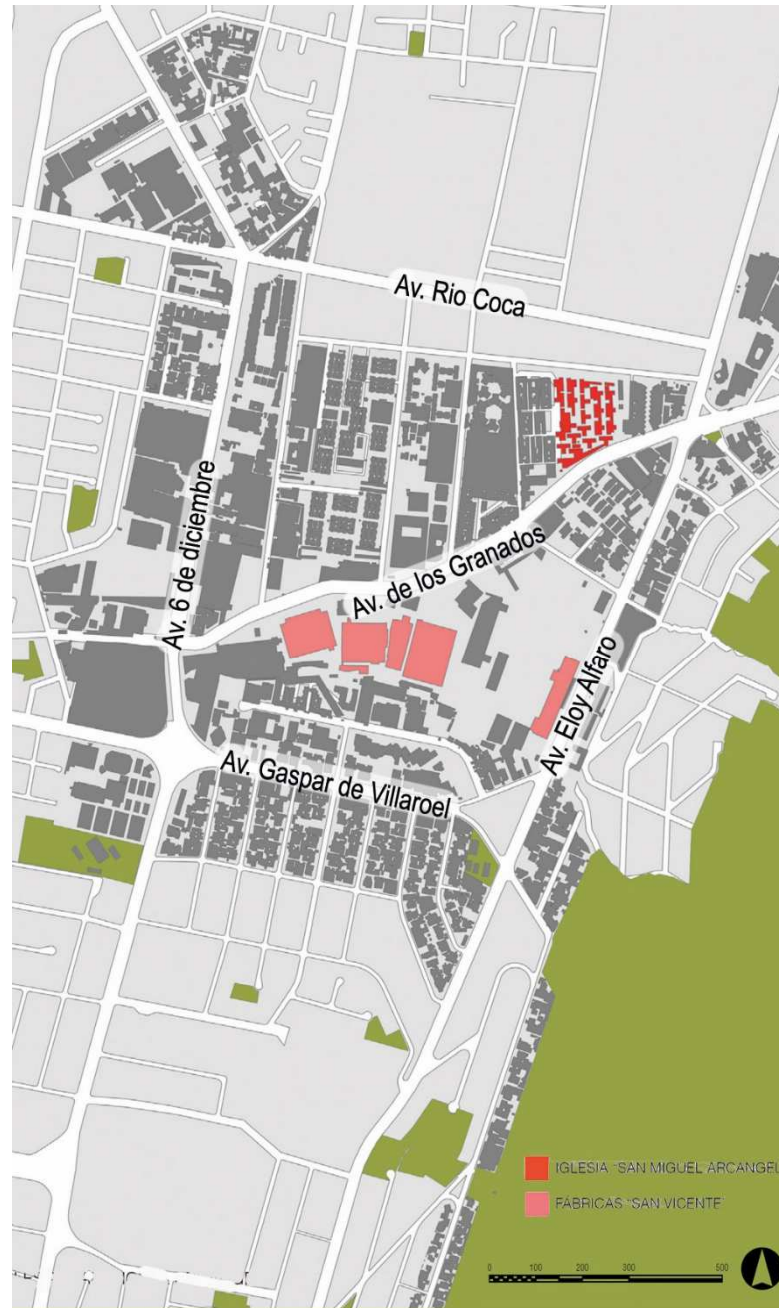 Av. Rio Coca
Av. 6 de diciembre
Av. de los Granados
Av. Eloy Alfaro
Av. Gaspar de Villaroel
IGLESIA "SAN MIGUEL ARCANGEL
FABRICAS "SAN VICENTE"
0 100 200 300 500